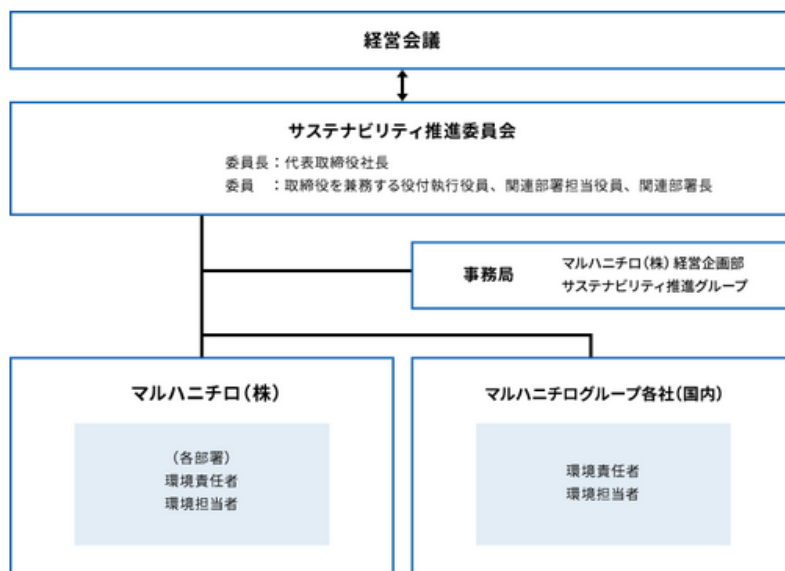 経営会議
サステナビリティ推進委員会
委員長：代表取締役社長
委員　：取締役を兼務する役付執行役員、関連部署担当役員、関連部署長
事務局
マルハニチロ（株）経営企画部
サステナビリティ推進グループ
マルハニチロ（株）
（各部署）
環境責任者
環境担当者
マルハニチログループ各社（国内）
環境責任者
環境担当者